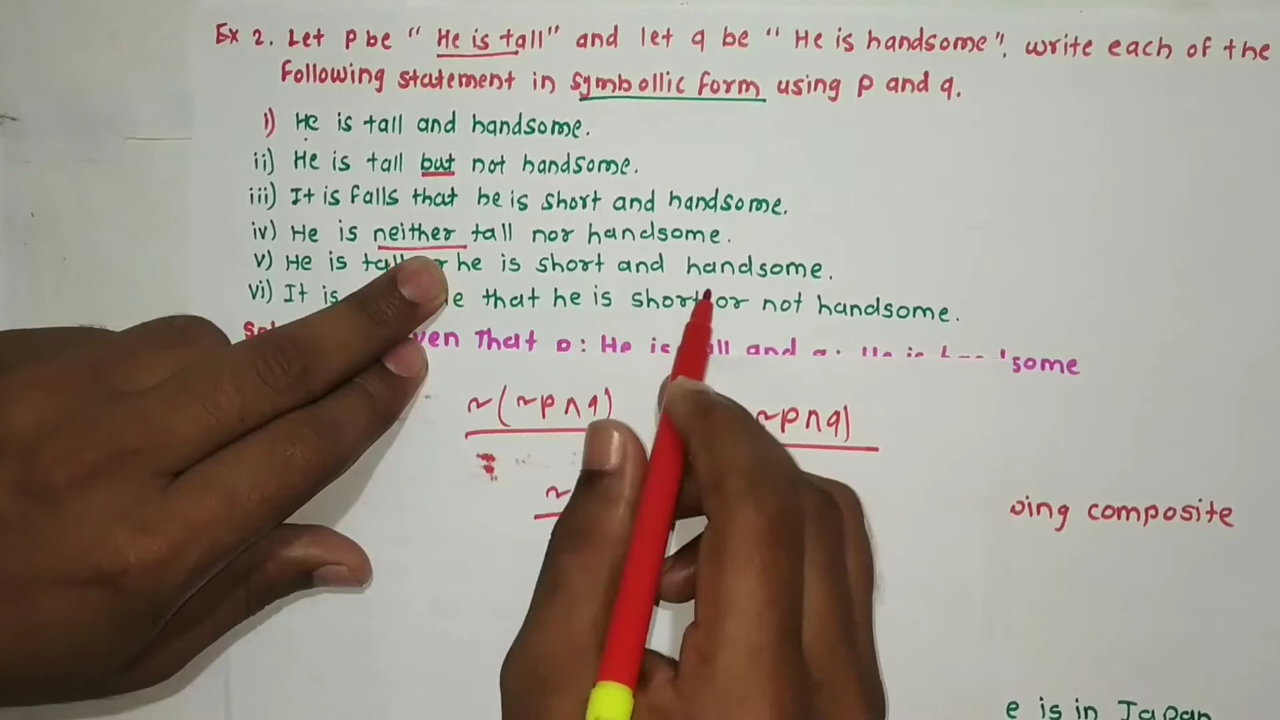 Ex 2. Let p be "He is tall" and let q be "He is handsome". write each of the
Following statement in symbollic form using p and q.
i) He is tall and handsome.
ii) He is tall but not handsome.
iii) It is falls that he is short and handsome.
iv) He is neither tall nor handsome.
v) He is he is short and handsome.
vi) It is that he is short or not handsome.
That p: He is and some
~(~p∧q) ~p∧q)
~
composite
e is in Japan